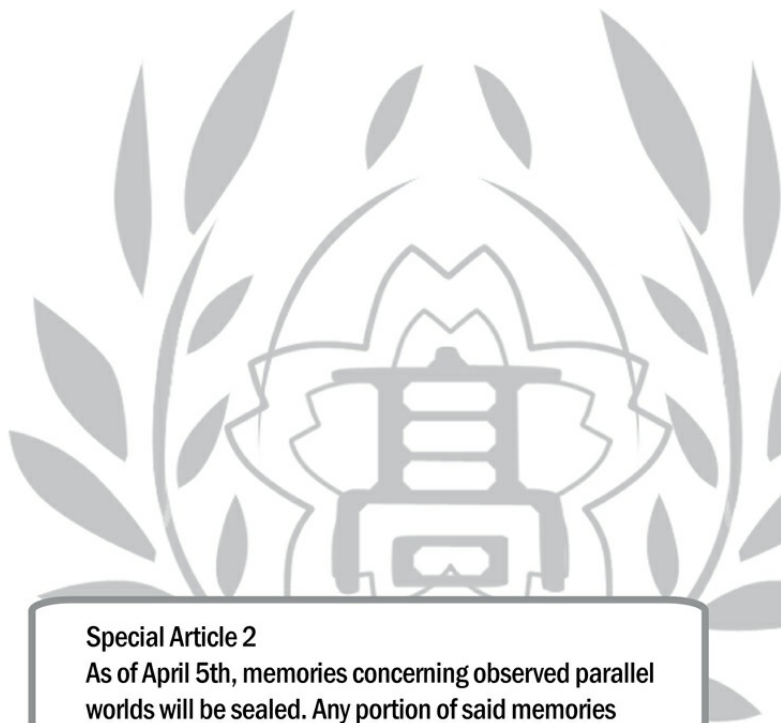 Special Article 2
As of April 5th, memories concerning observed parallel
worlds will be sealed. Any portion of said memories